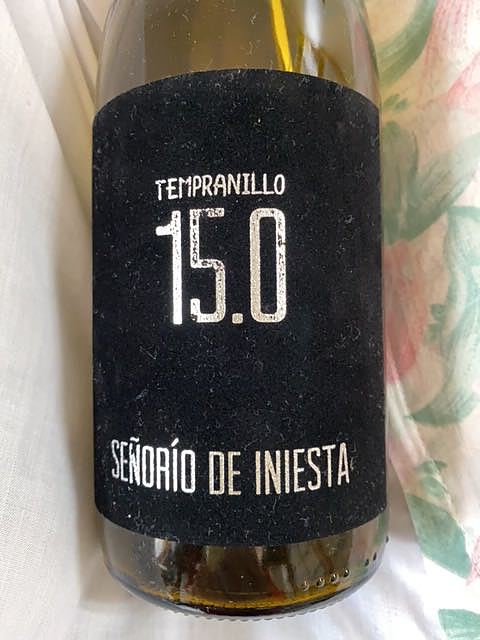 TEMPRANILLO
15.0
SEÑORÍO DE INIESTA